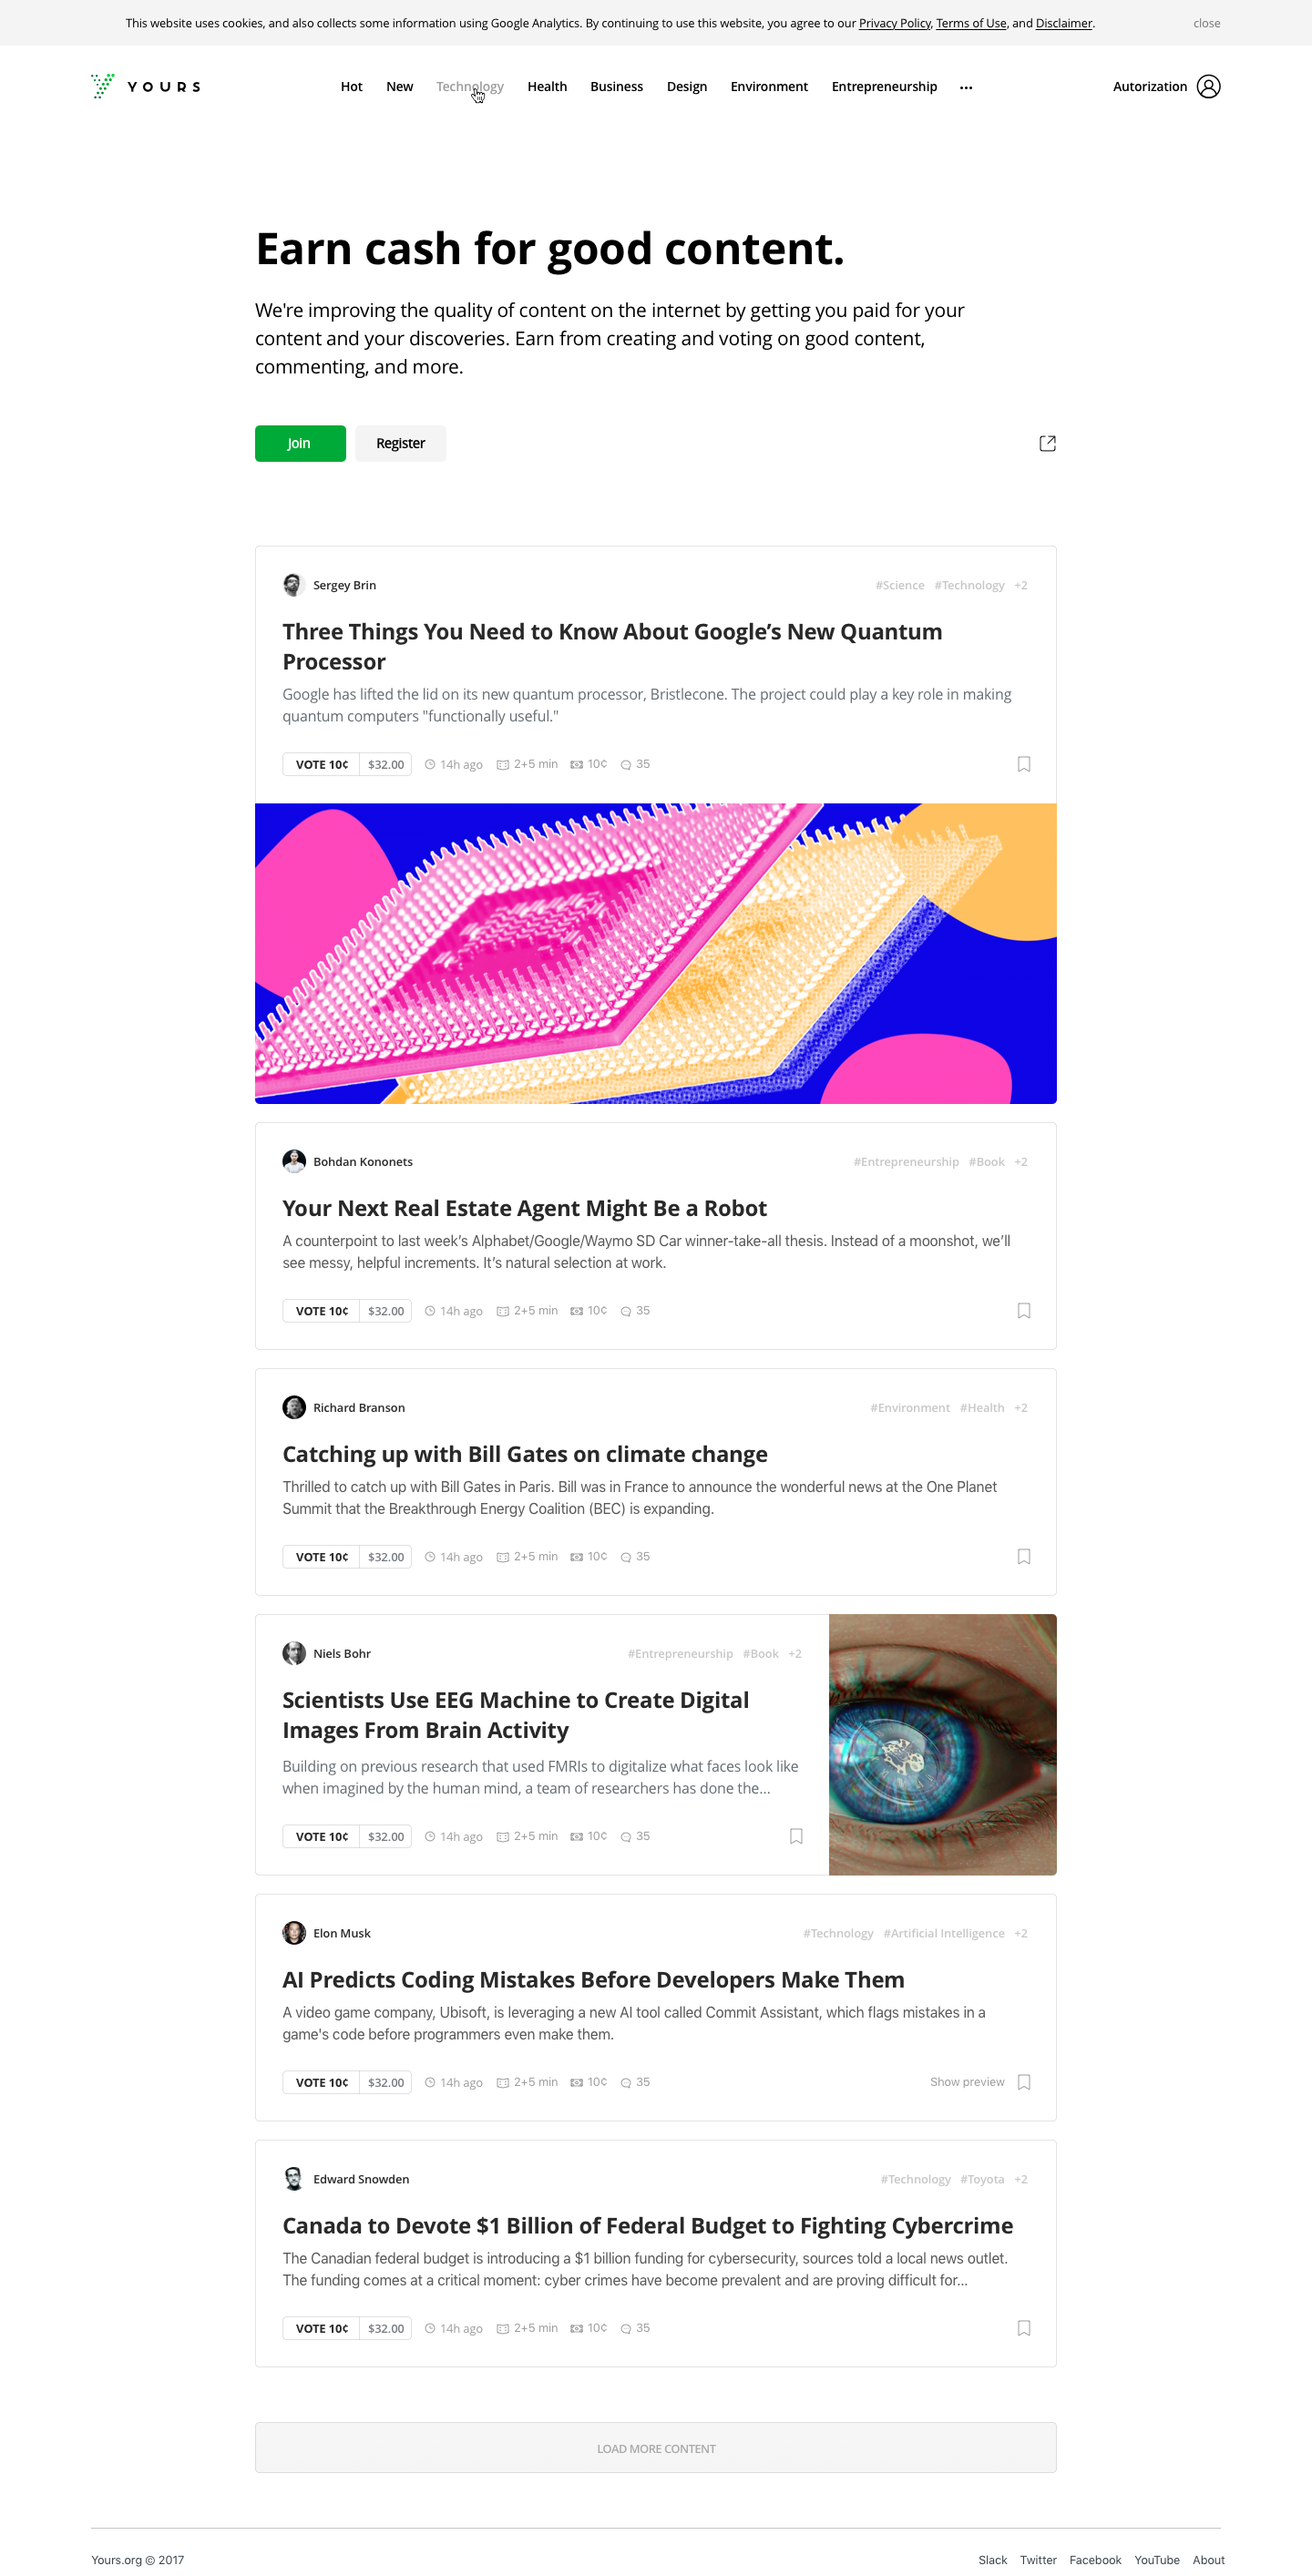 This website uses cookies, and also collects some information using Google Analytics. By continuing to use this website, you agree to our Privacy Policy, Terms of Use, and Disclaimer. close
YOURS Hot New Technology Health Business Design Environment Entrepreneurship ••• Autorization
Earn cash for good content.
We're improving the quality of content on the internet by getting you paid for your
content and your discoveries. Earn from creating and voting on good content,
commenting, and more.
Join Register
Sergey Brin #Science #Technology +2
Three Things You Need to Know About Google’s New Quantum
Processor
Google has lifted the lid on its new quantum processor, Bristlecone. The project could play a key role in making
quantum computers "functionally useful."
VOTE 10¢ $32.00 14h ago 2+5 min 10¢ 35
Bohdan Kononets #Entrepreneurship #Book +2
Your Next Real Estate Agent Might Be a Robot
A counterpoint to last week’s Alphabet/Google/Waymo SD Car winner-take-all thesis. Instead of a moonshot, we’ll
see messy, helpful increments. It’s natural selection at work.
VOTE 10¢ $32.00 14h ago 2+5 min 10¢ 35
Richard Branson #Environment #Health +2
Catching up with Bill Gates on climate change
Thrilled to catch up with Bill Gates in Paris. Bill was in France to announce the wonderful news at the One Planet
Summit that the Breakthrough Energy Coalition (BEC) is expanding.
VOTE 10¢ $32.00 14h ago 2+5 min 10¢ 35
Niels Bohr #Entrepreneurship #Book +2
Scientists Use EEG Machine to Create Digital
Images From Brain Activity
Building on previous research that used FMRIs to digitalize what faces look like
when imagined by the human mind, a team of researchers has done the...
VOTE 10¢ $32.00 14h ago 2+5 min 10¢ 35
Elon Musk #Technology #Artificial Intelligence +2
AI Predicts Coding Mistakes Before Developers Make Them
A video game company, Ubisoft, is leveraging a new AI tool called Commit Assistant, which flags mistakes in a
game's code before programmers even make them.
VOTE 10¢ $32.00 14h ago 2+5 min 10¢ 35 Show preview
Edward Snowden #Technology #Toyota +2
Canada to Devote $1 Billion of Federal Budget to Fighting Cybercrime
The Canadian federal budget is introducing a $1 billion funding for cybersecurity, sources told a local news outlet.
The funding comes at a critical moment: cyber crimes have become prevalent and are proving difficult for...
VOTE 10¢ $32.00 14h ago 2+5 min 10¢ 35
LOAD MORE CONTENT
Yours.org © 2017 Slack Twitter Facebook YouTube About